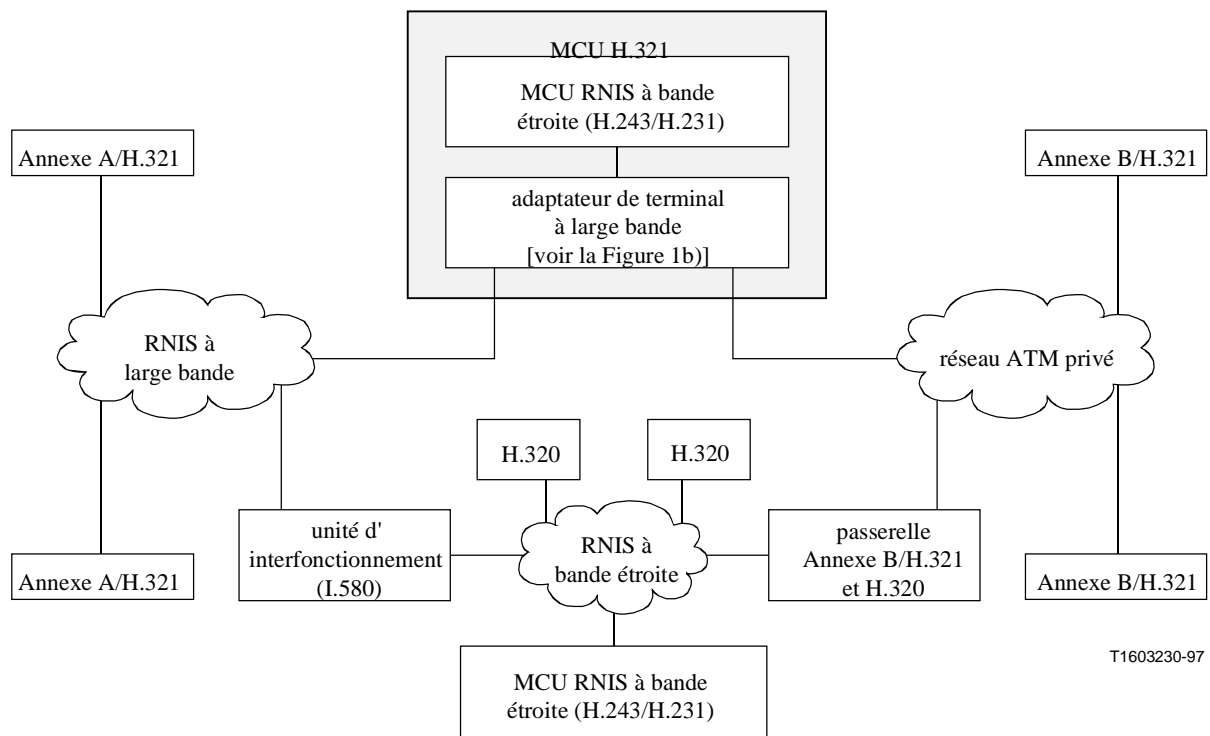 MCU H.321
MCU RNIS à bande
étroite (H.243/H.231)
Annexe A/H.321
Annexe B/H.321
adaptateur de terminal
à large bande
[voir la Figure 1b)]
RNIS à
large bande
réseau ATM privé
H.320
H.320
unité d'
interfonctionnement
(I.580)
RNIS à
bande étroite
passerelle
Annexe B/H.321
et H.320
Annexe A/H.321
Annexe B/H.321
MCU RNIS à bande
étroite (H.243/H.231)
T1603230-97